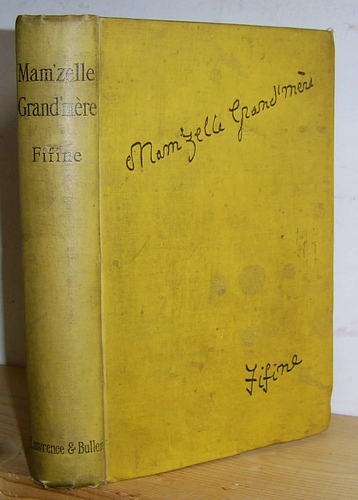 Mam'zelle
Grand'mère
Fifine
Lawrence & Bullen
Mam'zelle Grand'mère
Fifine